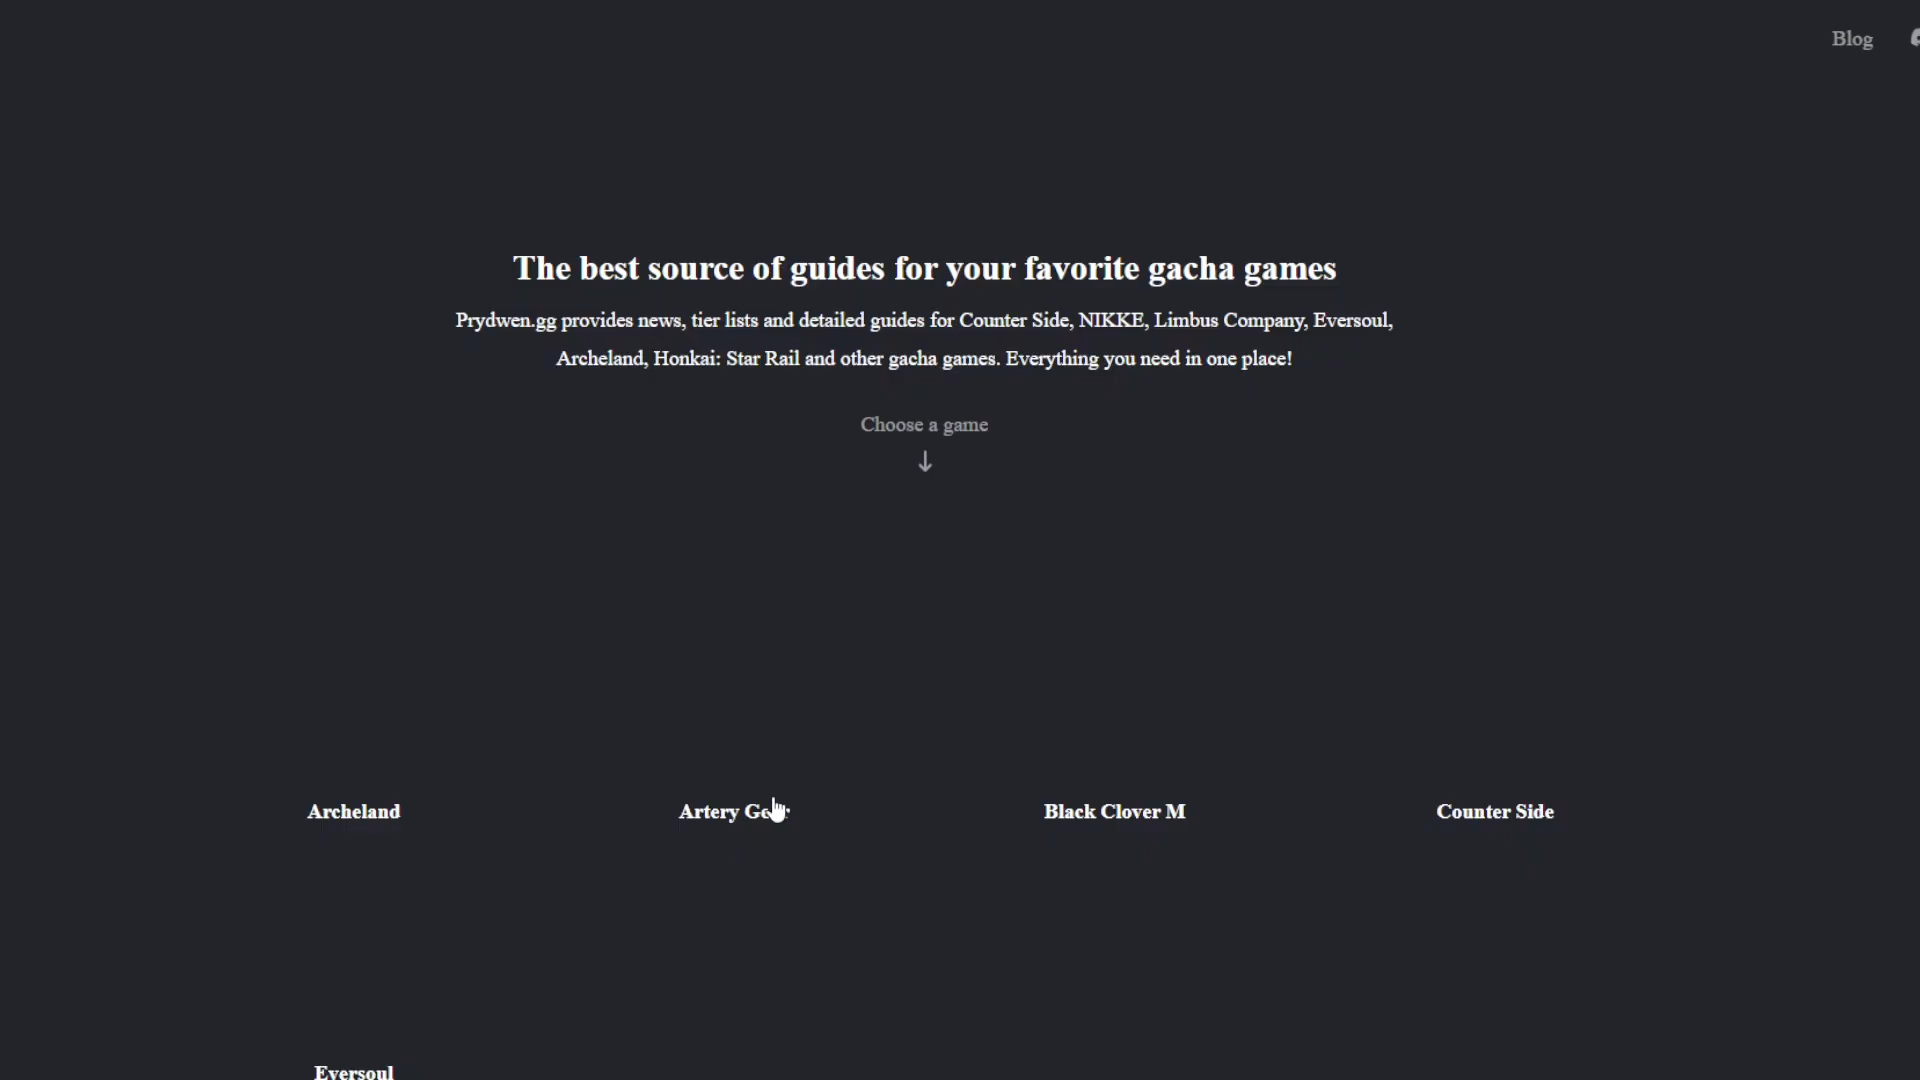 Blog
The best source of guides for your favorite gacha games
Prydwen.gg provides news, tier lists and detailed guides for Counter Side, NIKKE, Limbus Company, Eversoul,
Archeland, Honkai: Star Rail and other gacha games. Everything you need in one place!
Choose a game
Archeland
Artery Gear
Black Clover M
Counter Side
Eversoul